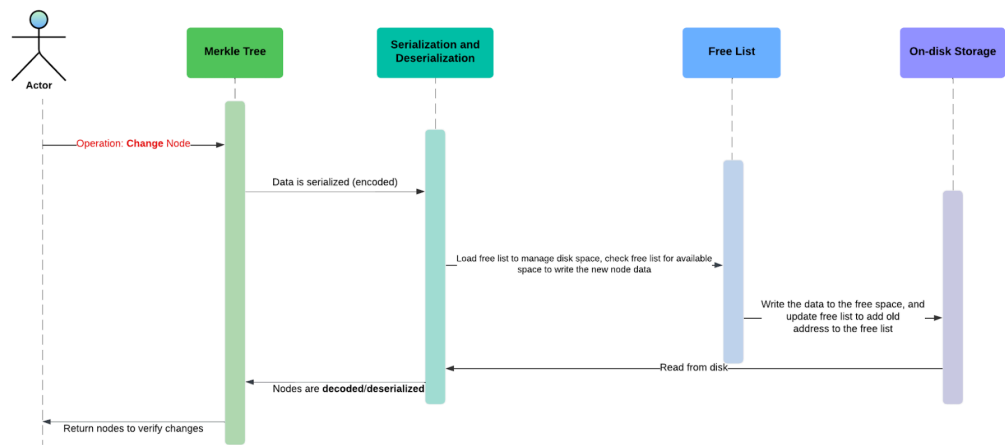 Actor
Merkle Tree
Serialization and
Deserialization
Free List
On-disk Storage
Operation: Change Node
Data is serialized (encoded)
Load free list to manage disk space, check free list for available
space to write the new node data
Write the data to the free space, and
update free list to add old
address to the free list
Read from disk
Nodes are decoded/deserialized
Return nodes to verify changes